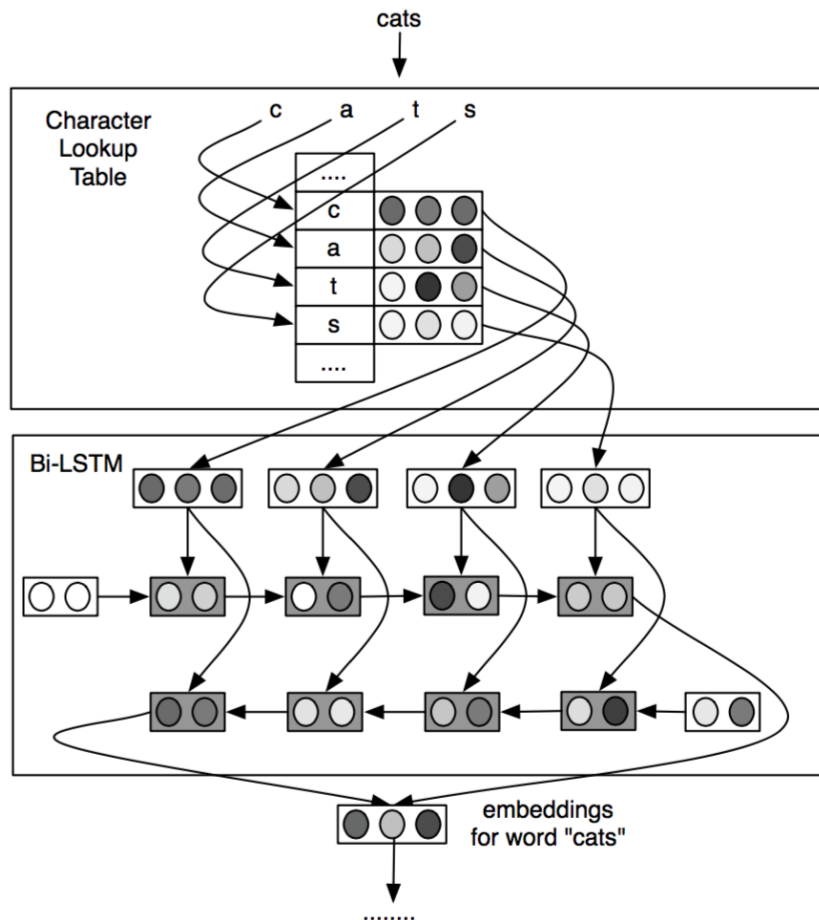 cats
c a t s
Character
Lookup
Table
....
c
a
t
s
....
Bi-LSTM
embeddings
for word "cats"
........